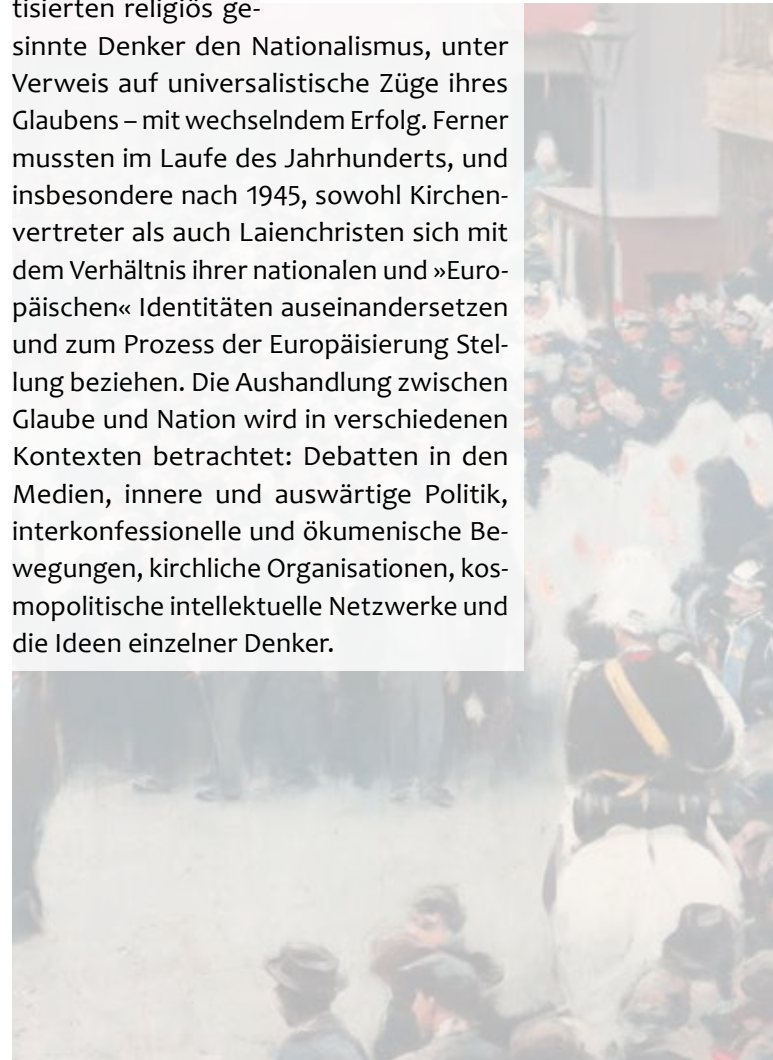 tisierten religiös ge-
sinnte Denker den Nationalismus, unter
Verweis auf universalistische Züge ihres
Glaubens – mit wechselndem Erfolg. Ferner
mussten im Laufe des Jahrhunderts, und
insbesondere nach 1945, sowohl Kirchen-
vertreter als auch Laienchristen sich mit
dem Verhältnis ihrer nationalen und »Euro-
päischen« Identitäten auseinandersetzen
und zum Prozess der Europäisierung Stel-
lung beziehen. Die Aushandlung zwischen
Glaube und Nation wird in verschiedenen
Kontexten betrachtet: Debatten in den
Medien, innere und auswärtige Politik,
interkonfessionelle und ökumenische Be-
wegungen, kirchliche Organisationen, kos-
mopolitische intellektuelle Netzwerke und
die Ideen einzelner Denker.